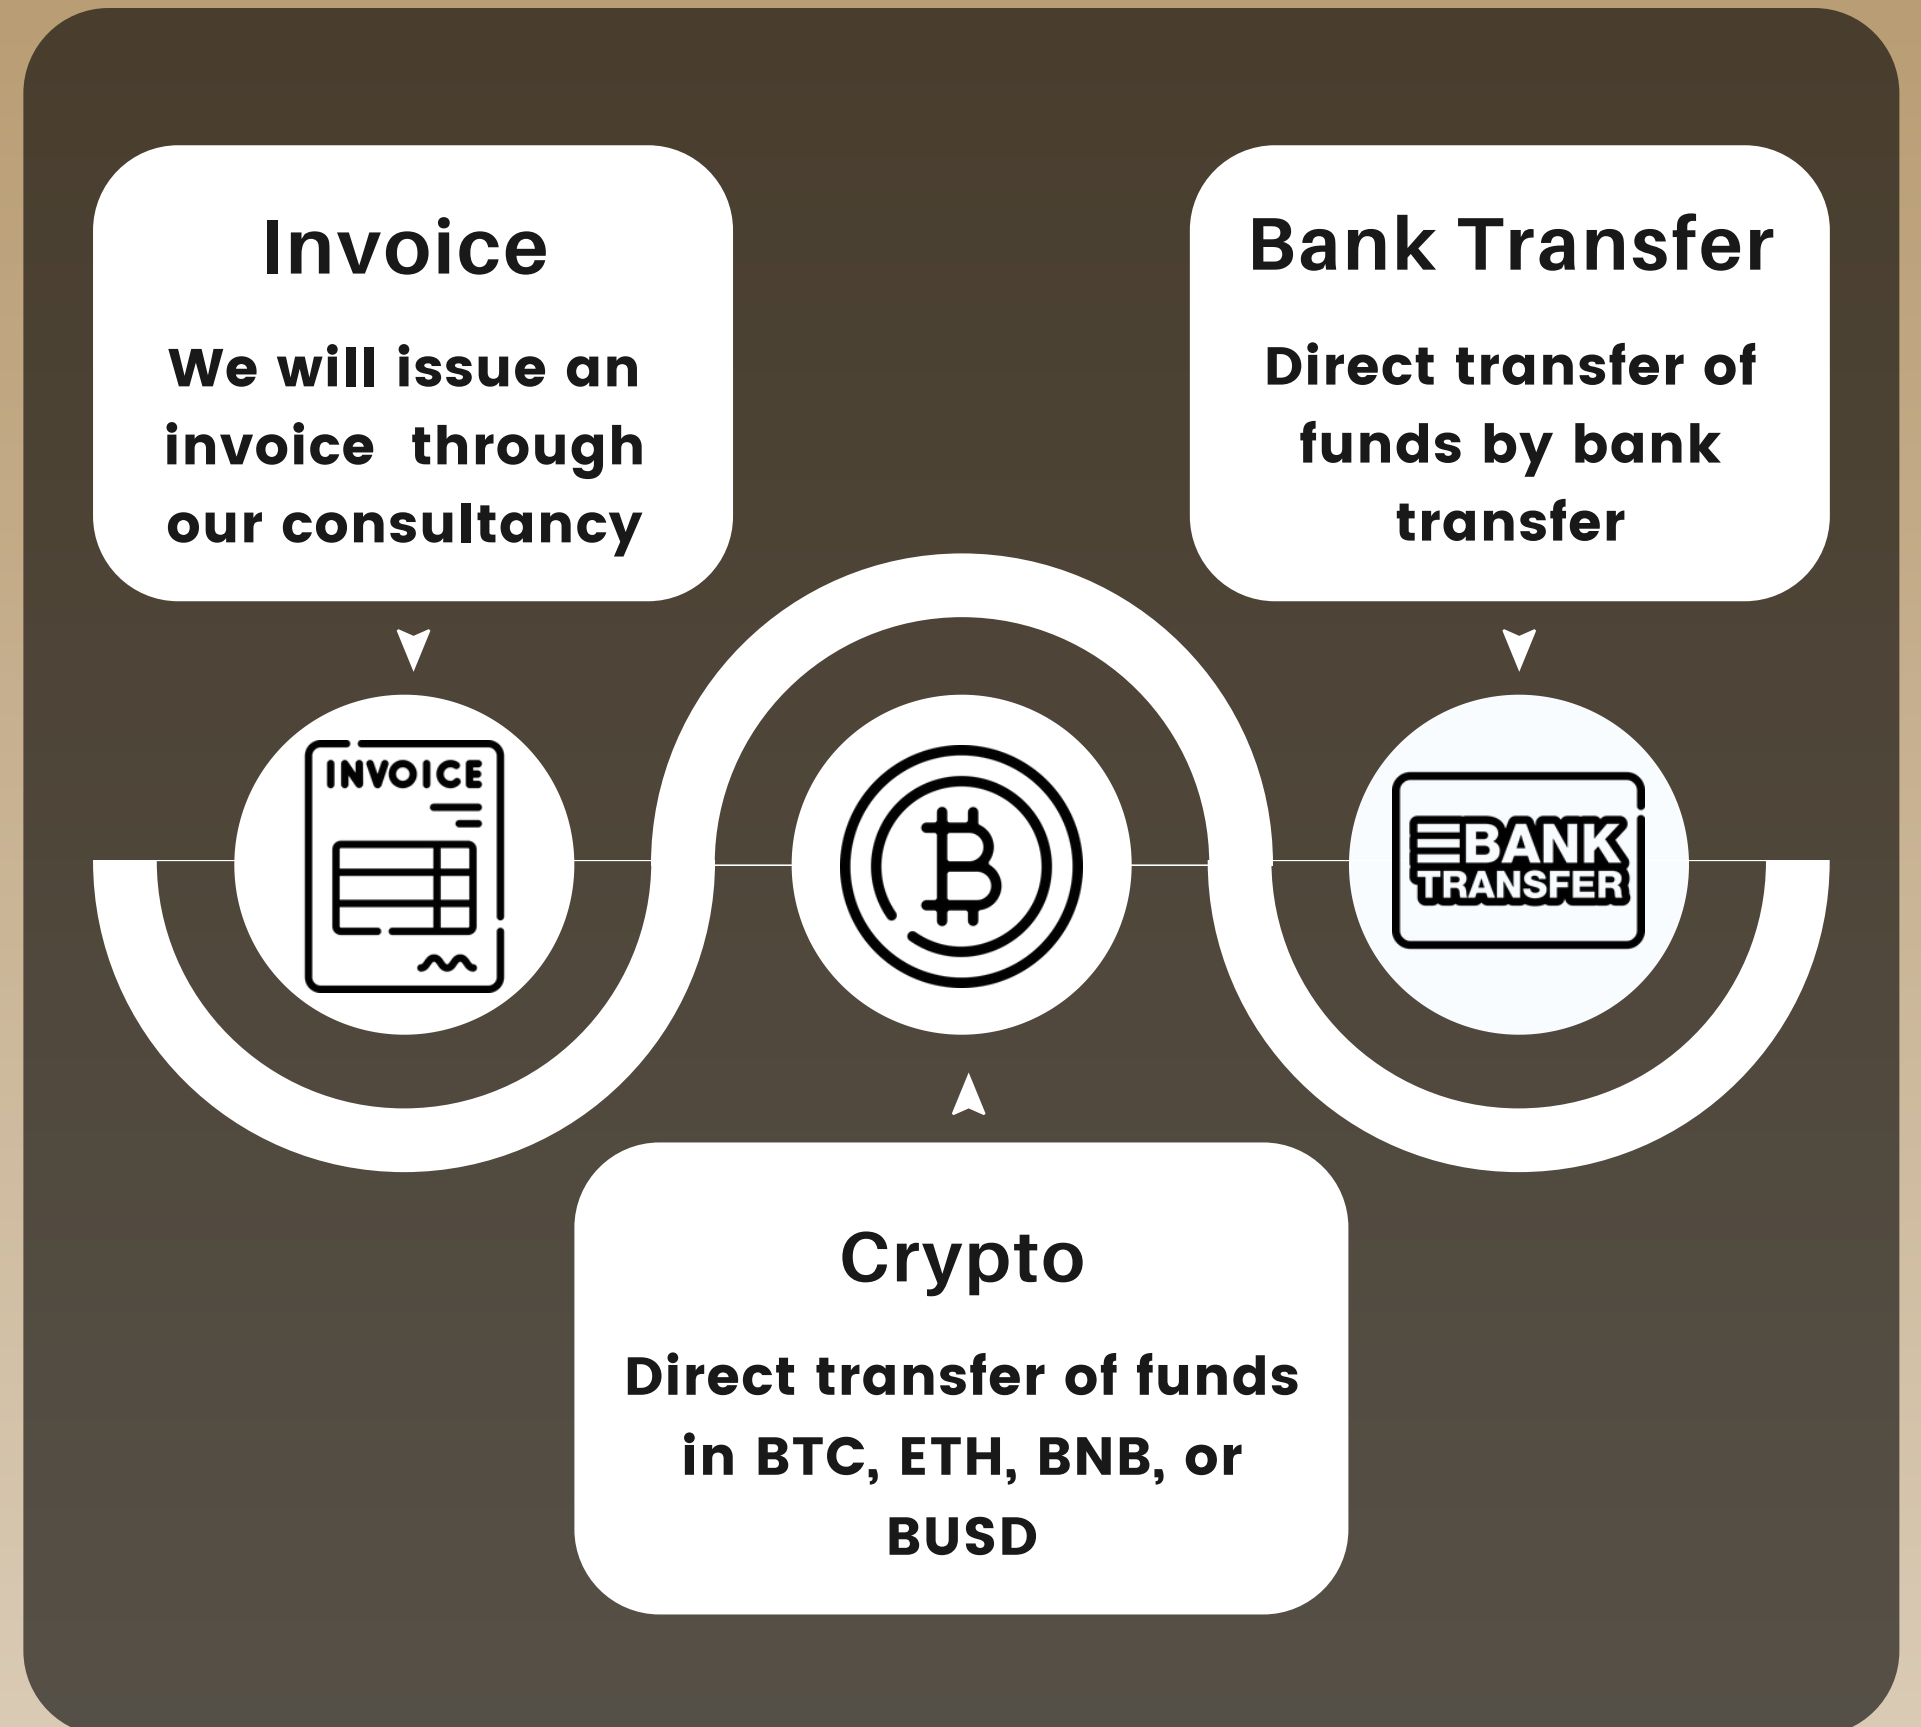 Invoice
We will issue an
invoice through
our consultancy
Bank Transfer
Direct transfer of
funds by bank
transfer
INVOICE
BANK
TRANSFER
Crypto
Direct transfer of funds
in BTC, ETH, BNB, or
BUSD